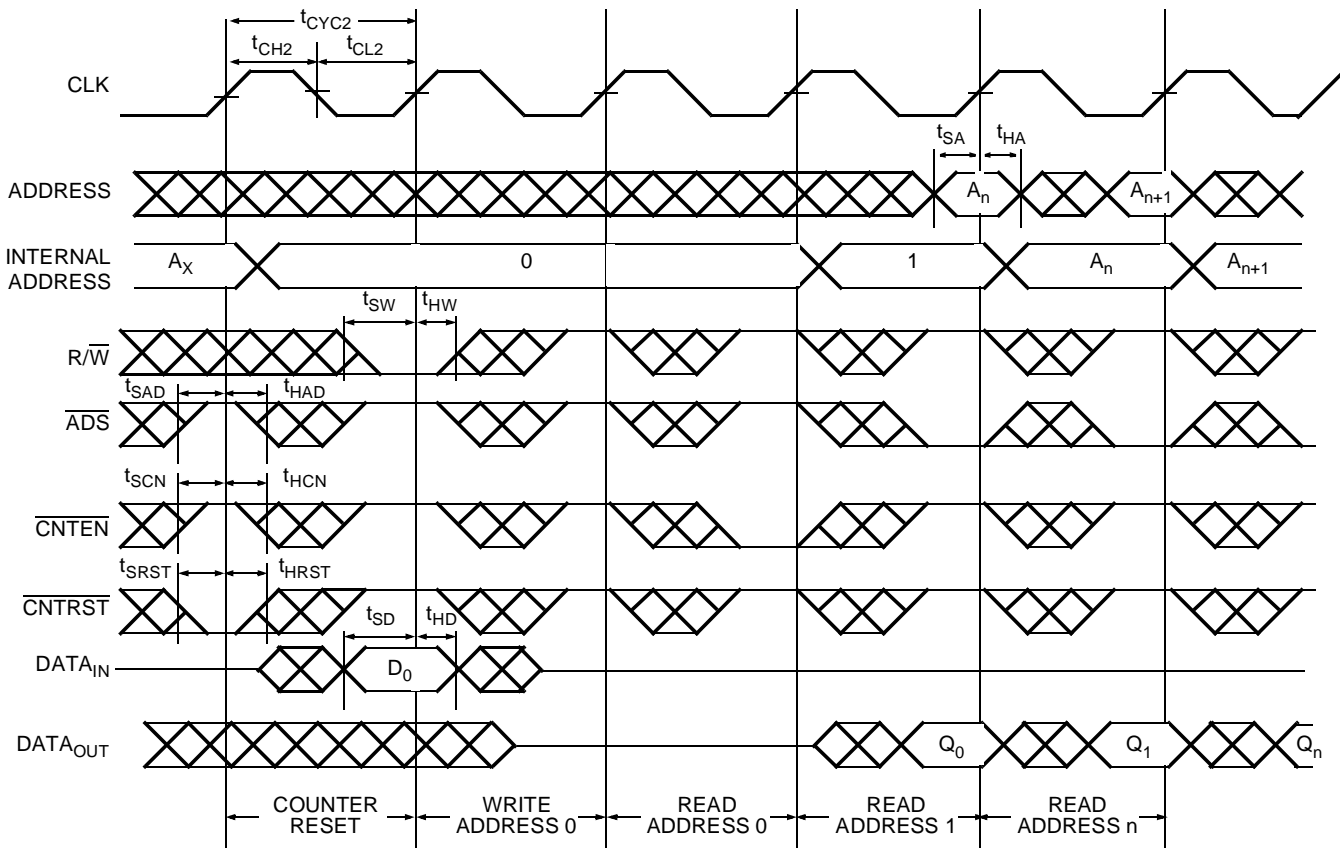 tCYC2
tCH2 tCL2
CLK
tSA tHA
ADDRESS An An+1
INTERNAL
ADDRESS
AX 0 1 An An+1
tSW tHW
R/W
tSAD tHAD
ADS
tSCN tHCN
CNTEN
tSRST tHRST
CNTRST
tSD tHD
DATAIN D0
DATAOUT Q0 Q1 Qn
COUNTER
RESET
WRITE
ADDRESS 0
READ
ADDRESS 0
READ
ADDRESS 1
READ
ADDRESS n